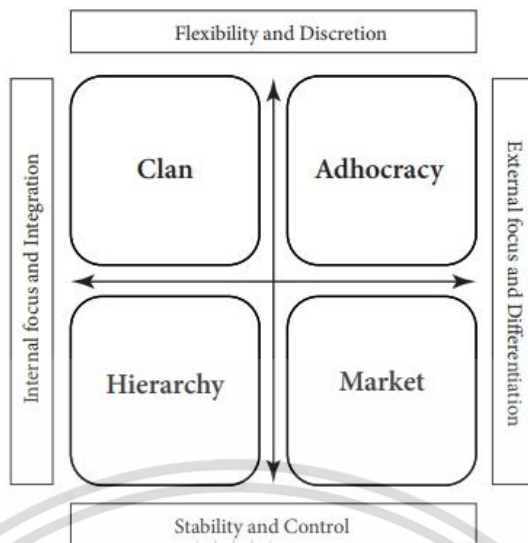 Flexibility and Discretion
Internal focus and Integration
Clan
Adhocracy
External focus and Differentiation
Hierarchy
Market
Stability and Control